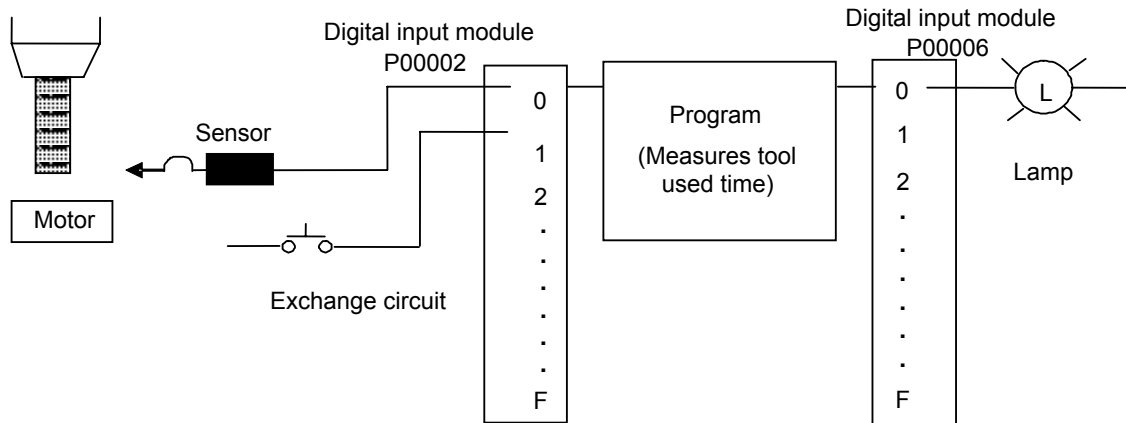 Digital input module
P00002
Digital input module
P00006
Sensor
Motor
Exchange circuit
0
1
2
.
.
.
.
.
.
F
Program
(Measures tool
used time)
0
1
2
.
.
.
.
.
.
F
L
Lamp